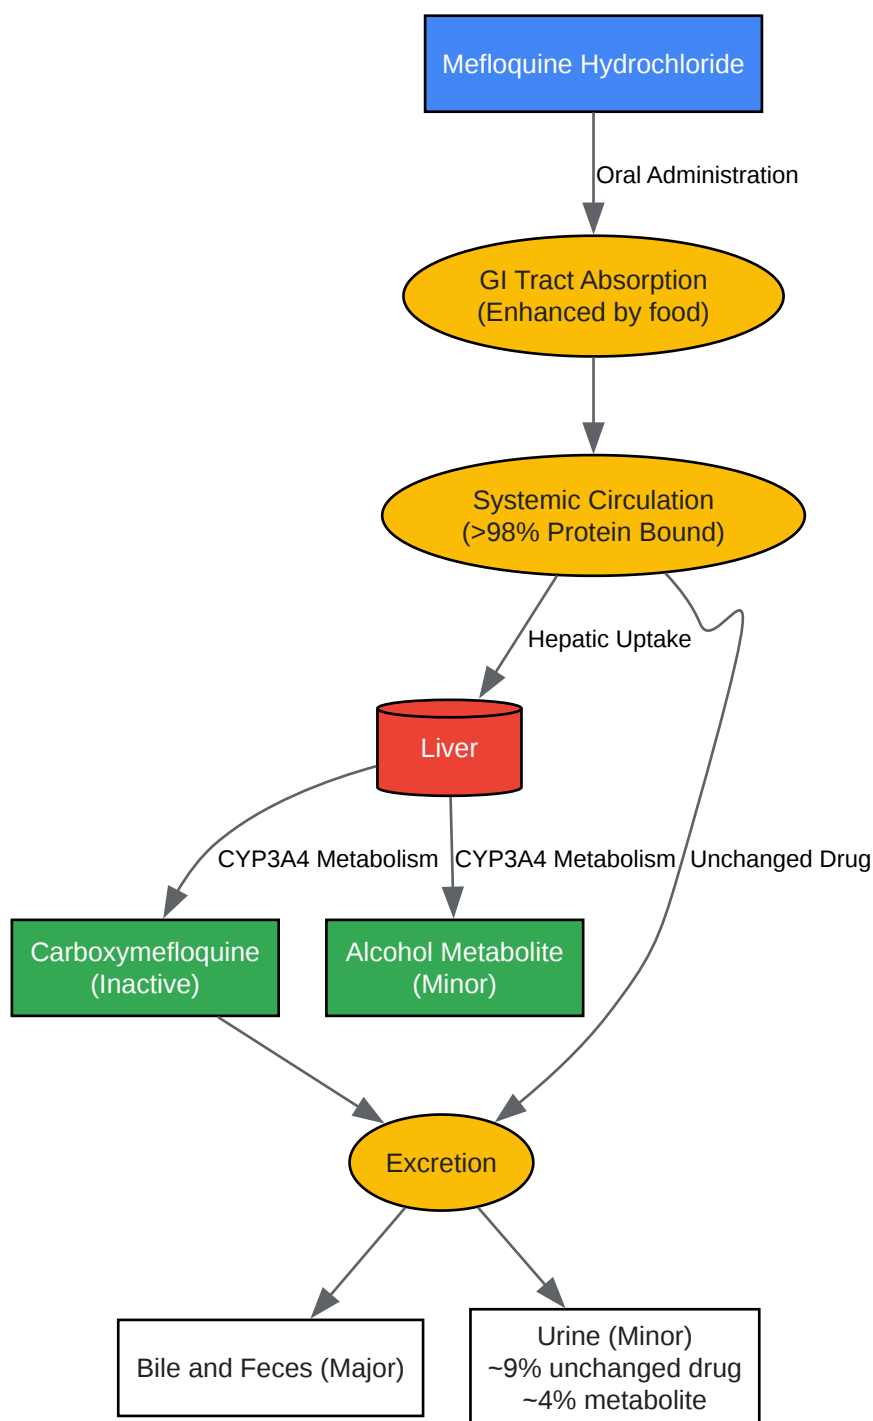 Mefloquine Hydrochloride
Oral Administration
GI Tract Absorption
(Enhanced by food)
Systemic Circulation
(>98% Protein Bound)
Hepatic Uptake
Liver
CYP3A4 Metabolism
CYP3A4 Metabolism
Unchanged Drug
Carboxymefloquine
(Inactive)
Alcohol Metabolite
(Minor)
Excretion
Bile and Feces (Major)
Urine (Minor)
~9% unchanged drug
~4% metabolite